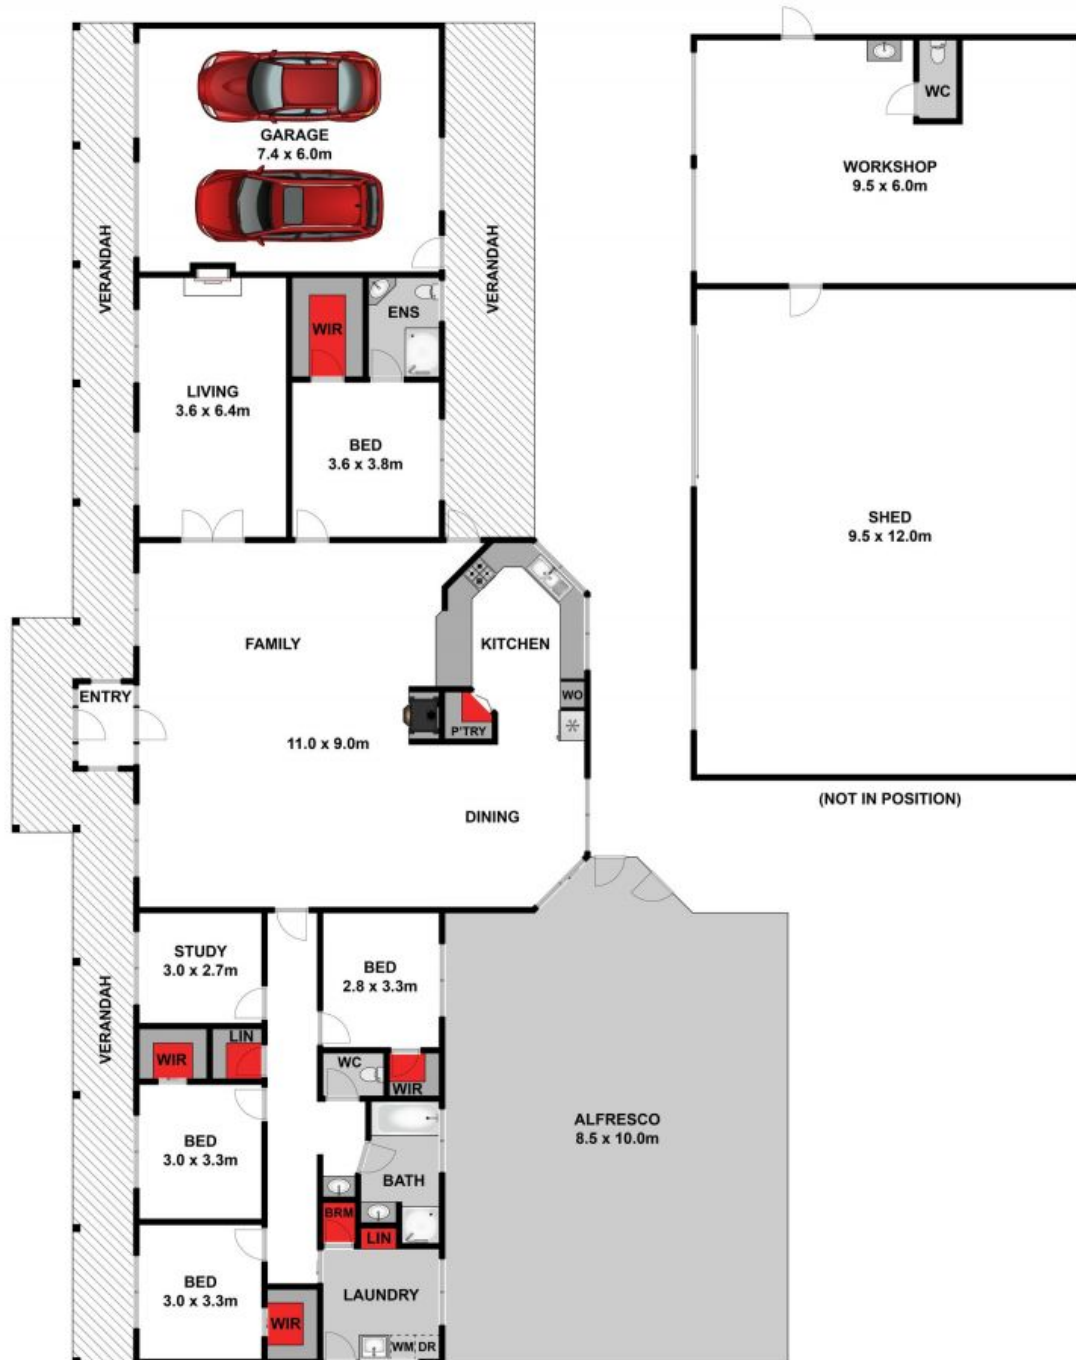 GARAGE
7.4 x 6.0m
VERANDAH
VERANDAH
WIR
ENS
LIVING
3.6 x 6.4m
BED
3.6 x 3.8m
FAMILY
KITCHEN
ENTRY
WO
P'TRY
11.0 x 9.0m
DINING
STUDY
3.0 x 2.7m
BED
2.8 x 3.3m
VERANDAH
WIR
LIN
WC
WIR
BED
3.0 x 3.3m
BATH
BRM
LIN
BED
3.0 x 3.3m
LAUNDRY
WIR
WM DR
ALFRESCO
8.5 x 10.0m
WC
WORKSHOP
9.5 x 6.0m
SHED
9.5 x 12.0m
(NOT IN POSITION)